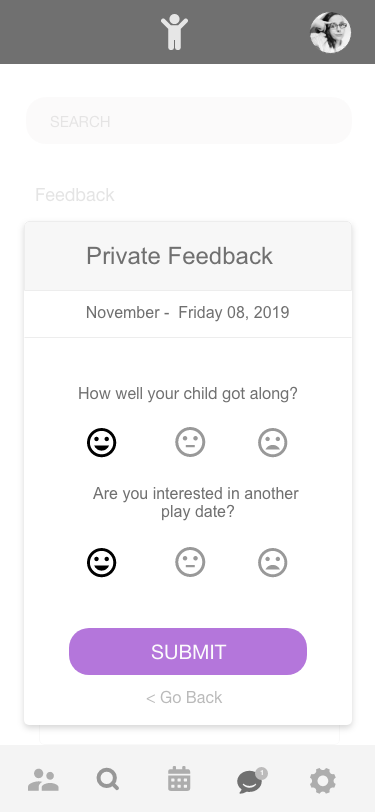 SEARCH
Feedback
Private Feedback
November -  Friday 08, 2019
How well your child got along?
Are you interested in another
play date?
SUBMIT
< Go Back